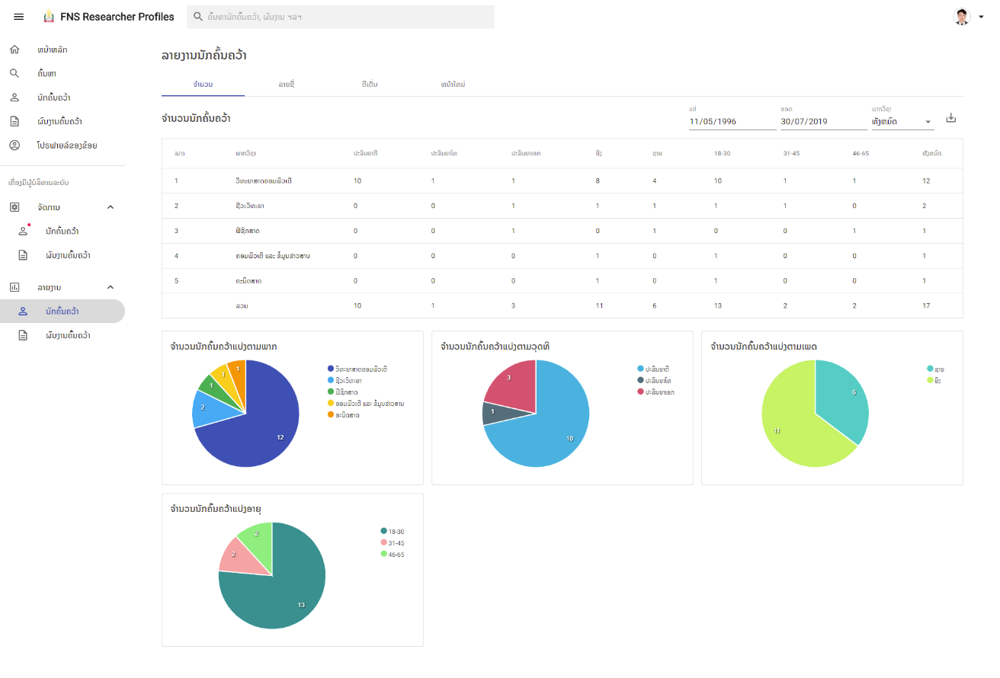 FNS Researcher Profiles
ຄົ້ນຫານັກຄົ້ນຄວ້າ, ຜົນງານ ຯລຯ
ໜ້າຫລັກ
ຄົ້ນຫາ
ນັກຄົ້ນຄວ້າ
ຜົນງານຄົ້ນຄວ້າ
ໂປຣຟາຍລ໌ຂອງຂ້ອຍ
ເຄື່ອງມືຜູ້ບໍລິຫານລະບົບ
ຈັດການ
ນັກຄົ້ນຄວ້າ
ຜົນງານຄົ້ນຄວ້າ
ລາຍງານ
ນັກຄົ້ນຄວ້າ
ຜົນງານຄົ້ນຄວ້າ
ລາຍງານນັກຄົ້ນຄວ້າ
ຈຳນວນ ລາຍຊື່ ດີເດັ່ນ ໜ້າໃຫມ່
ຈຳນວນນັກຄົ້ນຄວ້າ
ແຕ່ ຮອດ ພາກວິຊາ
11/05/1996 30/07/2019 ທັງຫມົດ
ລ/ດ ພາກວິຊາ ປະລິນຍາຕີ ປະລິນຍາໂທ ປະລິນຍາເອກ ຍິງ ຊາຍ 18-30 31-45 46-65 ທັງຫມົດ
1 ວິທະຍາສາດຄອມພິວເຕີ 10 1 1 8 4 10 1 1 12
2 ຊີວະວິທະຍາ 0 0 1 1 1 1 1 0 2
3 ຟີຊິກສາດ 0 0 1 0 1 0 0 1 1
4 ຄອມພິວເຕີ ແລະ ຂໍ້ມູນຂ່າວສານ 0 0 0 1 0 1 0 0 1
5 ຄະນິດສາດ 0 0 0 1 0 1 0 0 1
ລວມ 10 1 3 11 6 13 2 2 17
ຈຳນວນນັກຄົ້ນຄວ້າແບ່ງຕາມພາກ
12
2
1
1
1
ວິທະຍາສາດຄອມພິວເຕີ
ຊີວະວິທະຍາ
ຟີຊິກສາດ
ຄອມພິວເຕີ ແລະ ຂໍ້ມູນຂ່າວສານ
ຄະນິດສາດ
ຈຳນວນນັກຄົ້ນຄວ້າແບ່ງຕາມວຸດທິ
3
1
10
ປະລິນຍາຕີ
ປະລິນຍາໂທ
ປະລິນຍາເອກ
ຈຳນວນນັກຄົ້ນຄວ້າແບ່ງຕາມເພດ
6
11
ຊາຍ
ຍິງ
ຈຳນວນນັກຄົ້ນຄວ້າແບ່ງອາຍຸ
2
2
13
18-30
31-45
46-65